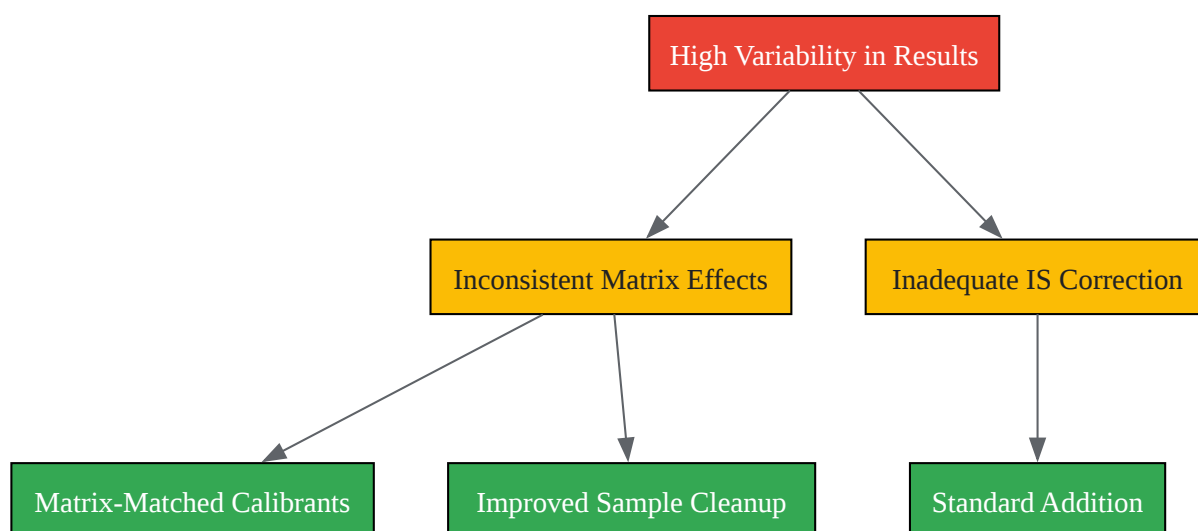 High Variability in Results
Inconsistent Matrix Effects
Inadequate IS Correction
Matrix-Matched Calibrants
Improved Sample Cleanup
Standard Addition